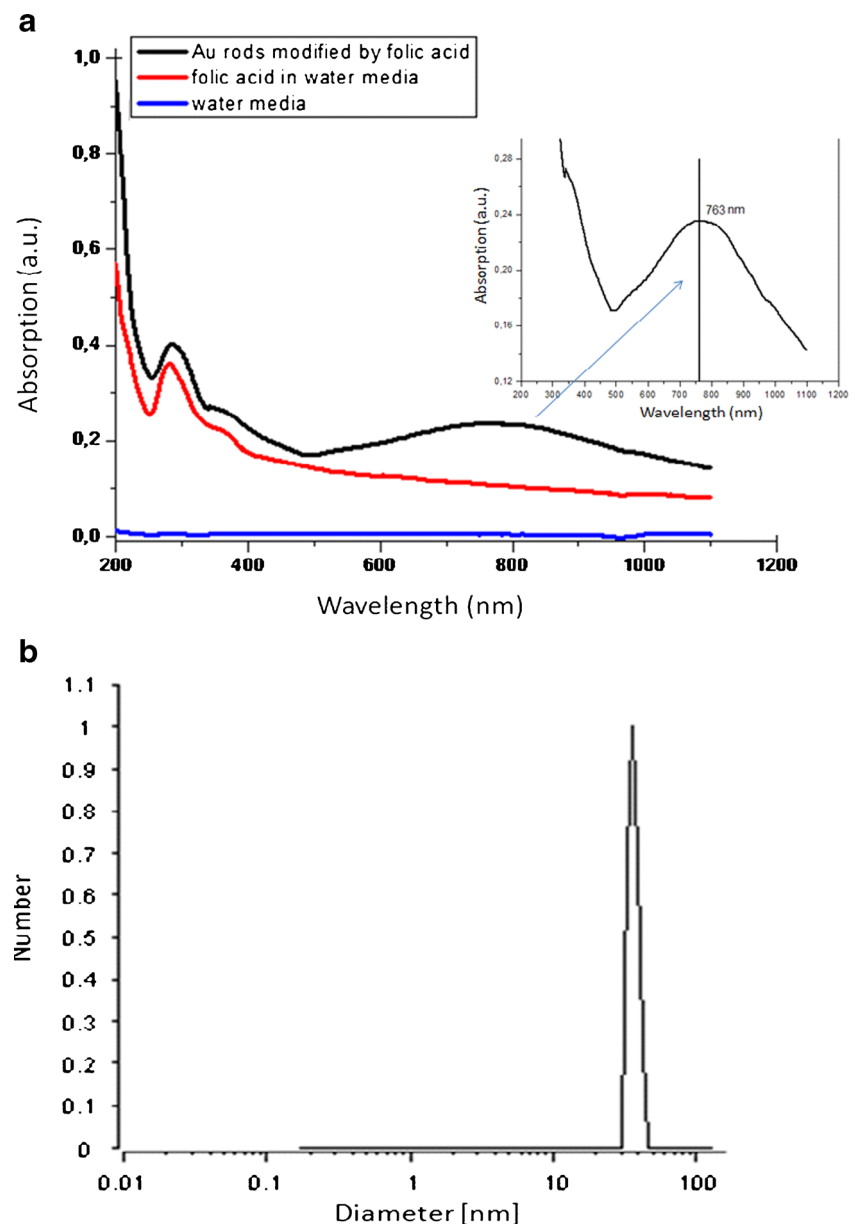 a
Absorption (a.u.)
1,0
0,8
0,6
0,4
0,2
0,0
Au rods modified by folic acid
folic acid in water media
water media
Absorption (a.u.)
0,28
0,24
0,20
0,16
0,12
763 nm
200 300 400 500 600 700 800 900 1000 1100 1200
Wavelength (nm)
200 400 600 800 1000 1200
Wavelength (nm)
b
Number
1.1
1
0.9
0.8
0.7
0.6
0.5
0.4
0.3
0.2
0.1
0
0.01 0.1 1 10 100
Diameter [nm]